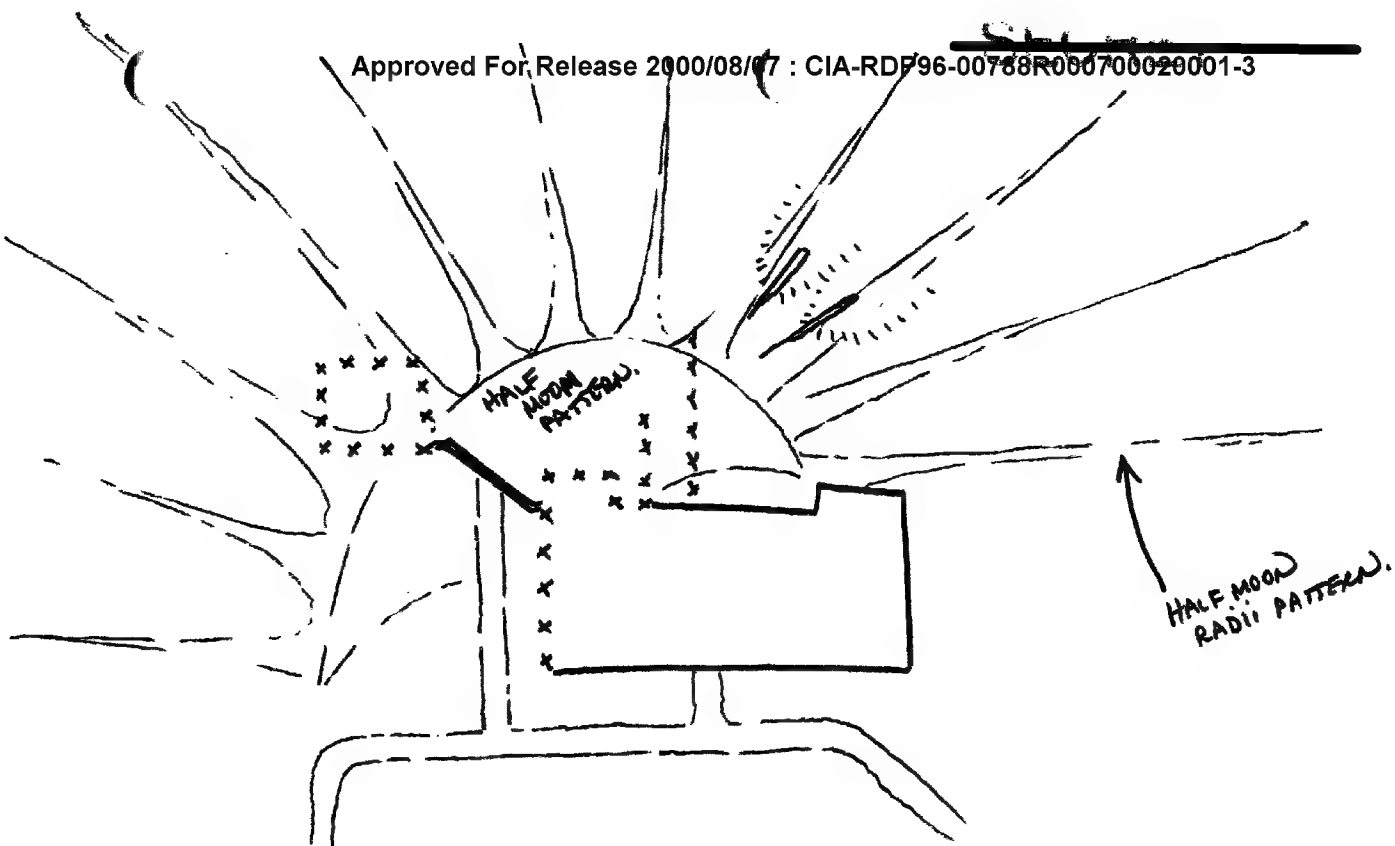 Approved For Release 2000/08/07 : CIA-RDP96-00788R000700020001-3
HALF
MOON
PATTERN.
HALF MOON
RADII PATTERN.